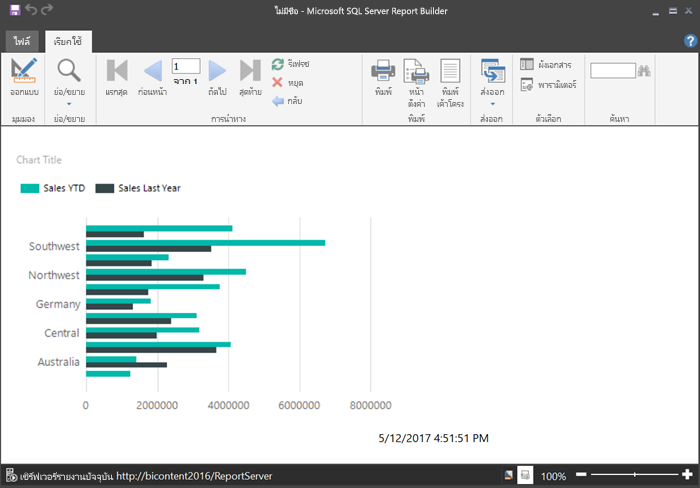 ไม่มีชื่อ - Microsoft SQL Server Report Builder
ไฟล์ เรียกใช้
ออกแบบ ย่อ/ขยาย แรกสุด ก่อนหน้า 1 จาก 1 ถัดไป สุดท้าย รีเฟรช หยุด กลับ พิมพ์ หน้า ตั้งค่า พิมพ์ เค้าโครง ส่งออก ผังเอกสาร พารามิเตอร์
มุมมอง ย่อ/ขยาย การนำทาง พิมพ์ ส่งออก ตัวเลือก ค้นหา
Chart Title
Sales YTD Sales Last Year
Southwest
Northwest
Germany
Central
Australia
0 2000000 4000000 6000000 8000000
5/12/2017 4:51:51 PM
เซิร์ฟเวอร์รายงานปัจจุบัน http://bicontent2016/ReportServer 100%